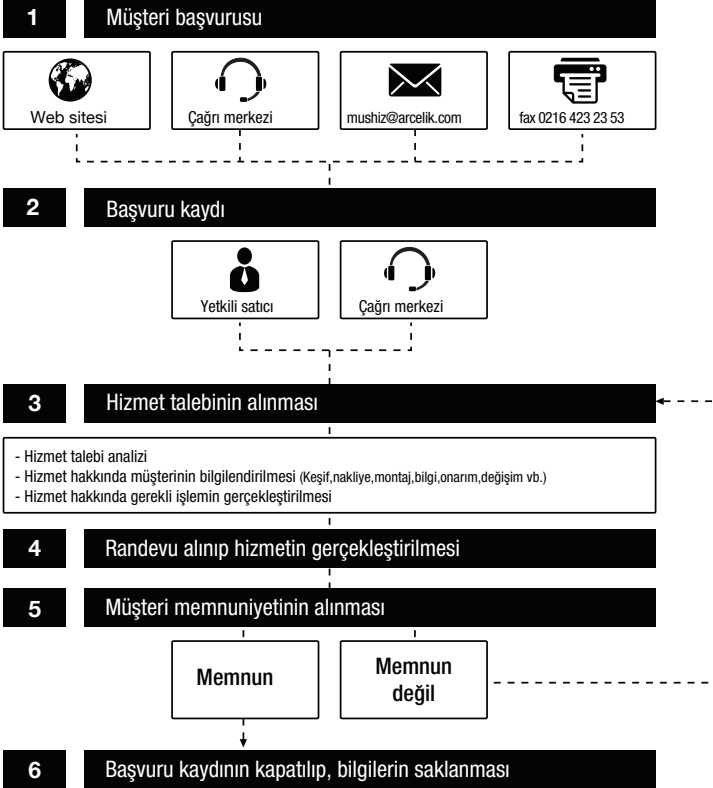 1 Müşteri başvurusu
Web sitesi
Çağrı merkezi
mushiz@arcelik.com
fax 0216 423 23 53
2 Başvuru kaydı
Yetkili satıcı
Çağrı merkezi
3 Hizmet talebinin alınması
- Hizmet talebi analizi
- Hizmet hakkında müşterinin bilgilendirilmesi (Keşif,nakliye,montaj,bilgi,onarım,değişim vb.)
- Hizmet hakkında gerekli işlemin gerçekleştirilmesi
4 Randevu alınıp hizmetin gerçekleştirilmesi
5 Müşteri memnuniyetinin alınması
Memnun
Memnun
değil
6 Başvuru kaydının kapatılıp, bilgilerin saklanması